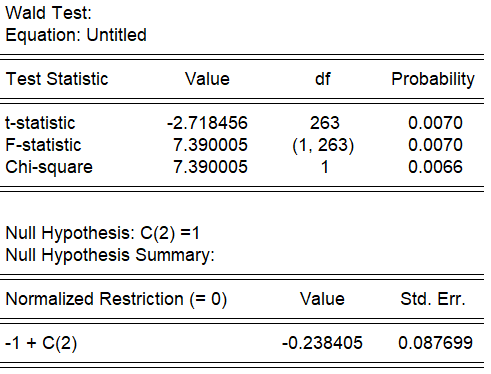 Wald Test:
Equation: Untitled
Test Statistic Value df Probability
t-statistic -2.718456 263 0.0070
F-statistic 7.390005 (1, 263) 0.0070
Chi-square 7.390005 1 0.0066
Null Hypothesis: C(2) =1
Null Hypothesis Summary:
Normalized Restriction (= 0) Value Std. Err.
-1 + C(2) -0.238405 0.087699